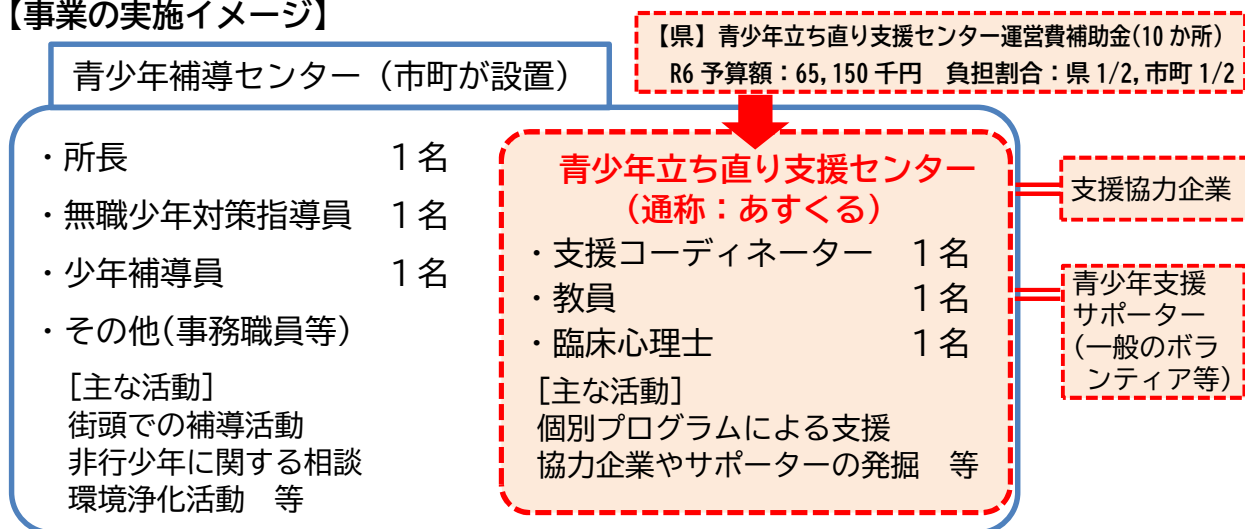 【事業の実施イメージ】
【県】青少年立ち直り支援センター運営費補助金(10か所)
R6予算額：65,150千円　負担割合：県1/2,市町1/2
青少年補導センター（市町が設置）
・所長　1名
・無職少年対策指導員　1名
・少年補導員　1名
・その他(事務職員等)
[主な活動]
街頭での補導活動
非行少年に関する相談
環境浄化活動　等
青少年立ち直り支援センター
（通称：あすくる）
・支援コーディネーター　1名
・教員　1名
・臨床心理士　1名
[主な活動]
個別プログラムによる支援
協力企業やサポーターの発掘　等
支援協力企業
青少年支援
サポーター
(一般のボラ
ンティア等)